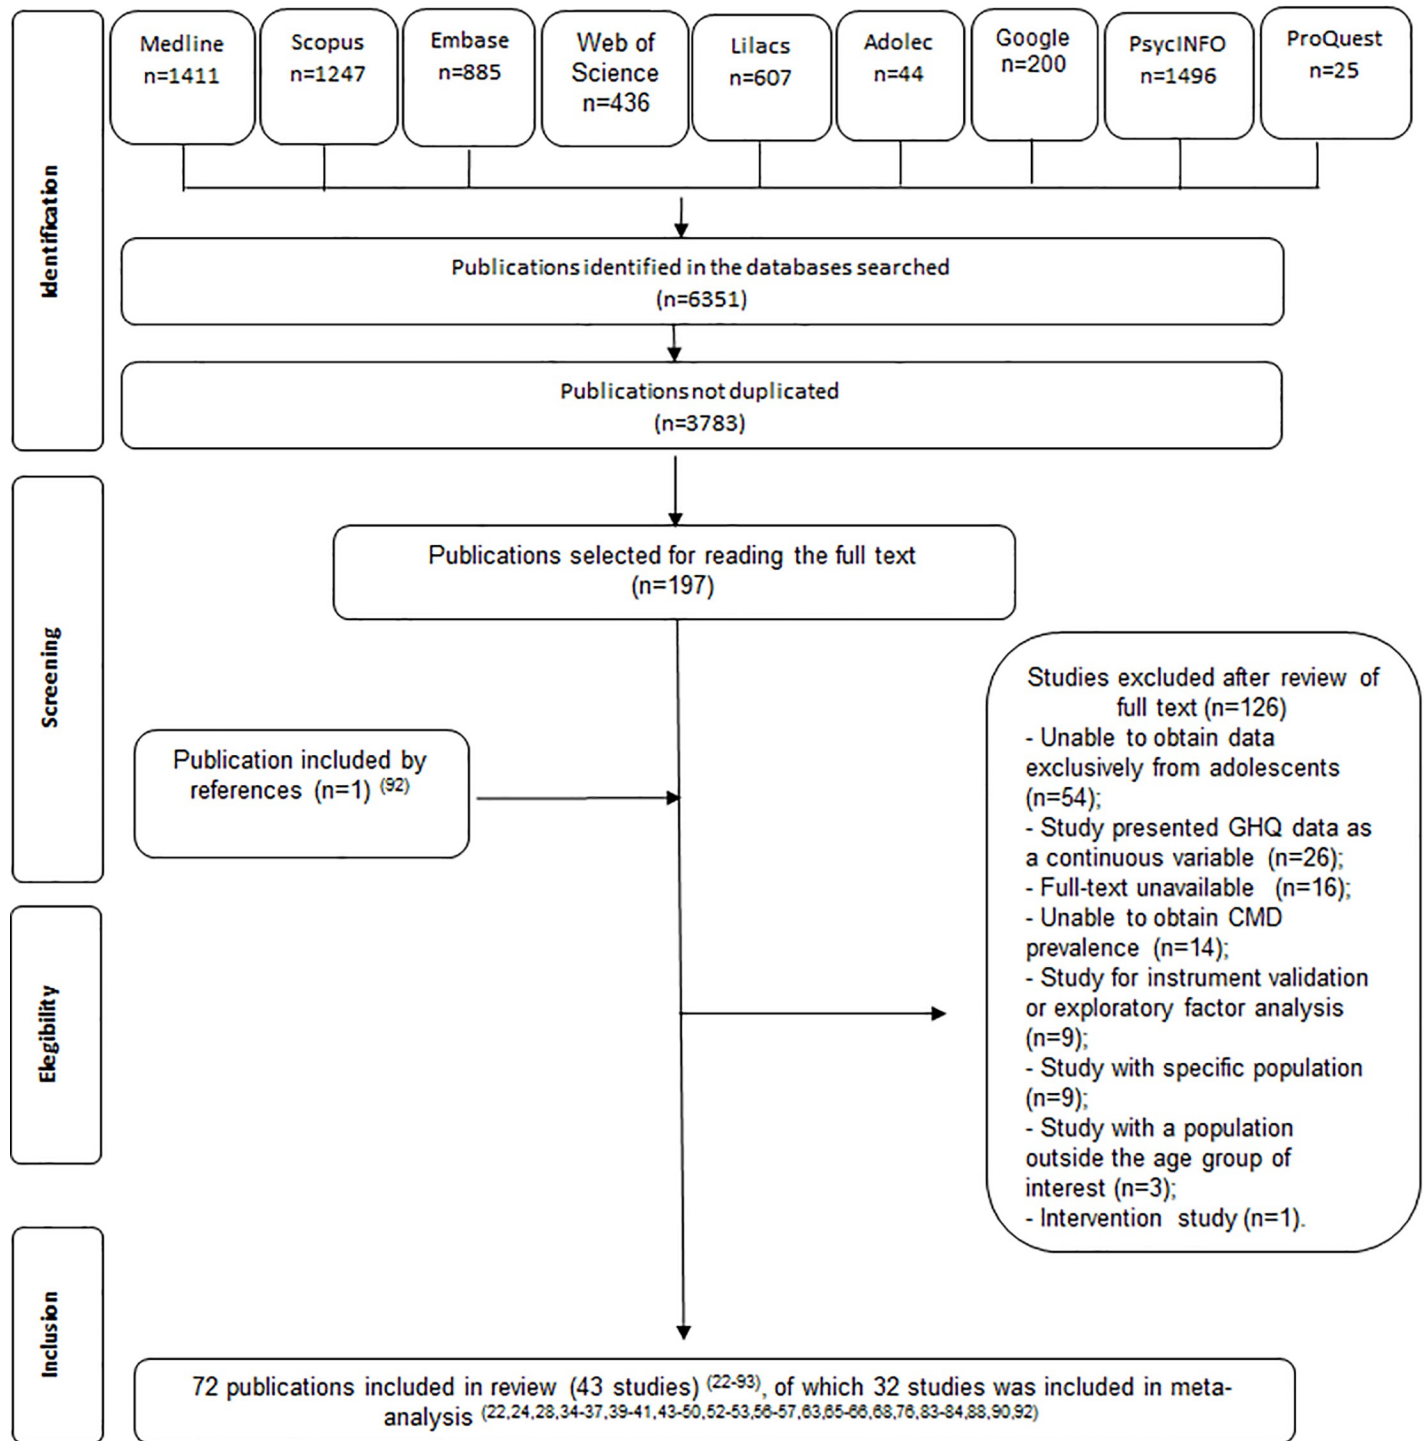 Identification
Medline
n=1411
Scopus
n=1247
Embase
n=885
Web of
Science
n=436
Lilacs
n=607
Adolec
n=44
Google
n=200
PsycINFO
n=1496
ProQuest
n=25
Publications identified in the databases searched
(n=6351)
Publications not duplicated
(n=3783)
Screening
Publications selected for reading the full text
(n=197)
Publication included by
references (n=1) (92)
Elegibility
Studies excluded after review of
full text (n=126)
- Unable to obtain data
exclusively from adolescents
(n=54);
- Study presented GHQ data as
a continuous variable (n=26);
- Full-text unavailable (n=16);
- Unable to obtain CMD
prevalence (n=14);
- Study for instrument validation
or exploratory factor analysis
(n=9);
- Study with specific population
(n=9);
- Study with a population
outside the age group of
interest (n=3);
- Intervention study (n=1).
Inclusion
72 publications included in review (43 studies) (22-93), of which 32 studies was included in meta-
analysis (22,24,28,34-37,39-41,43-50,52-53,56-57,63,65-66,68,76,83-84,88,90,92)